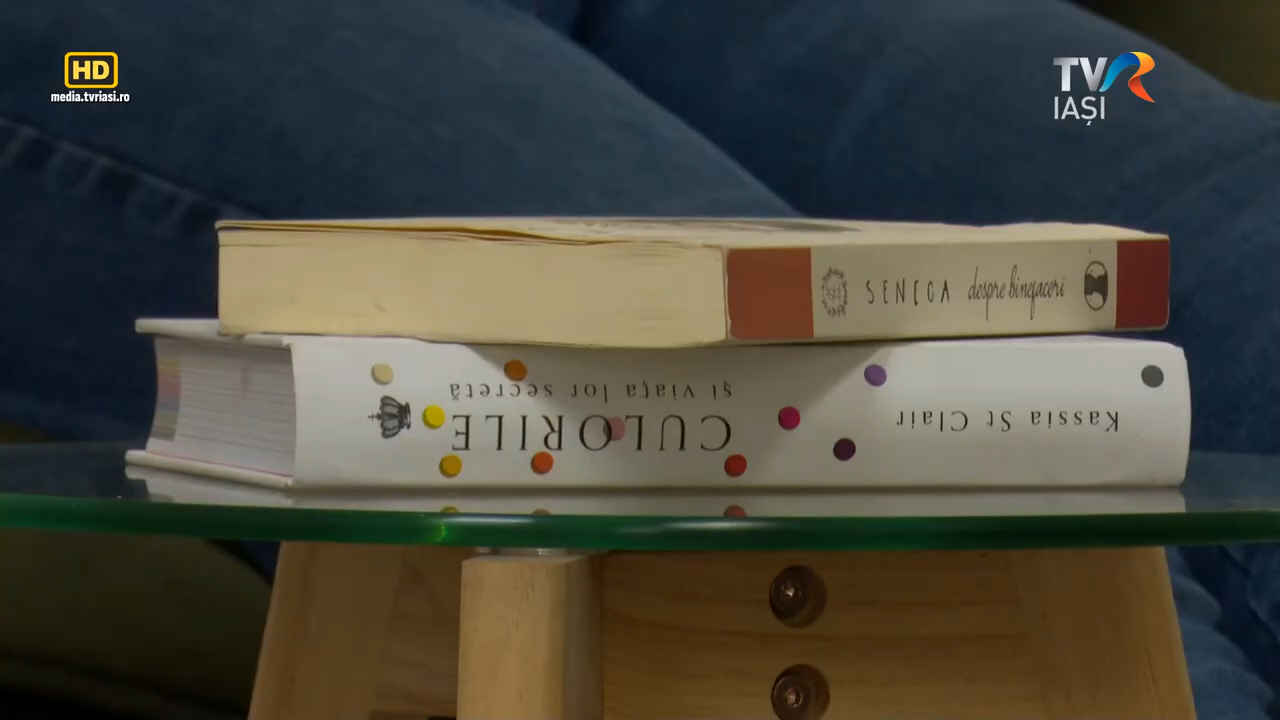 HD
media.tvriasi.ro
TVR
IAȘI
SENECA despre binefaceri
Kassia St Clair
CULORILE
și viața lor secretă